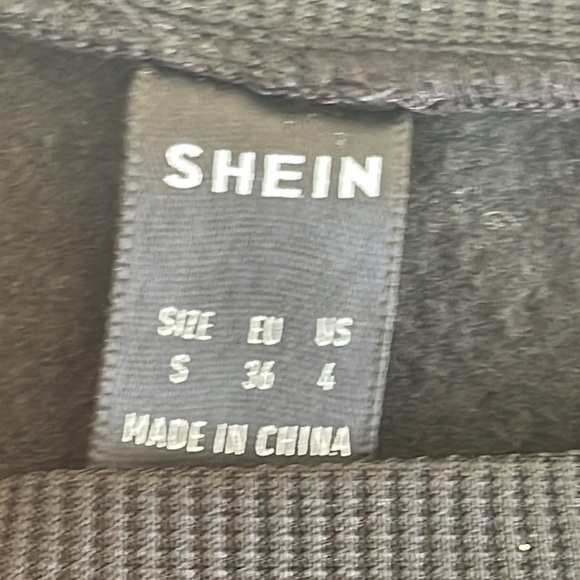 SHEIN
SIZE EU US
S 36 4
MADE IN CHINA